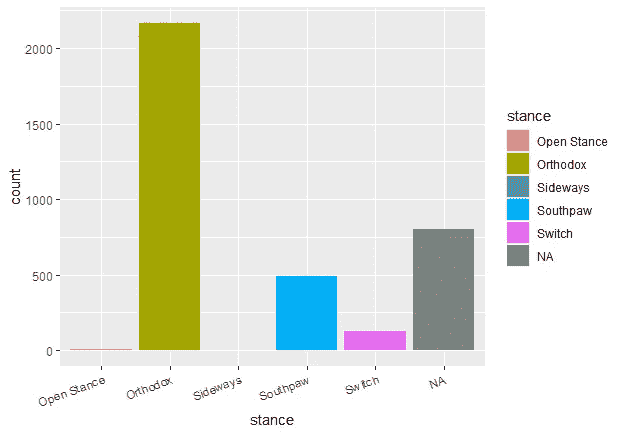 2000
1500
1000
500
0
count
Open Stance
Orthodox
Sideways
Southpaw
Switch
NA
stance
stance
Open Stance
Orthodox
Sideways
Southpaw
Switch
NA